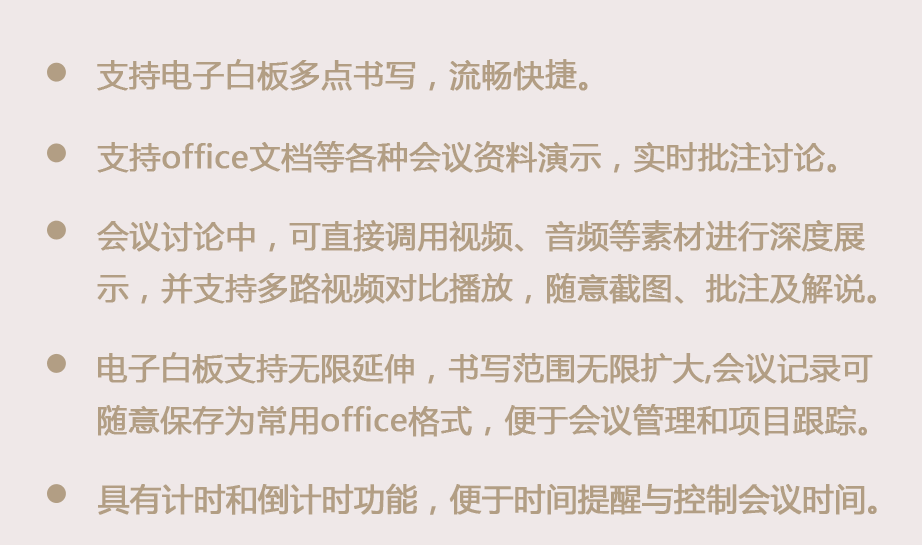 ● 支持电子白板多点书写，流畅快捷。
● 支持office文档等各种会议资料演示，实时批注讨论。
● 会议讨论中，可直接调用视频、音频等素材进行深度展
示，并支持多路视频对比播放，随意截图、批注及解说。
● 电子白板支持无限延伸，书写范围无限扩大,会议记录可
随意保存为常用office格式，便于会议管理和项目跟踪。
● 具有计时和倒计时功能，便于时间提醒与控制会议时间。